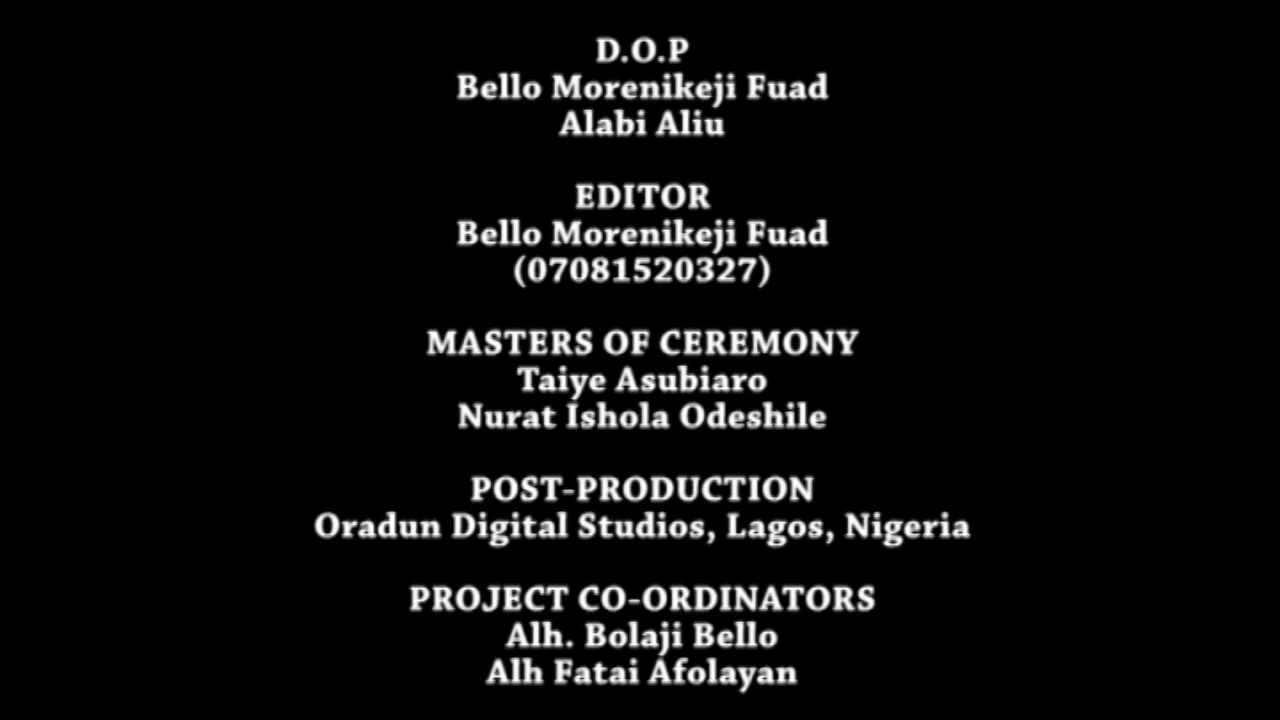 D.O.P
Bello Morenikeji Fuad
Alabi Aliu
EDITOR
Bello Morenikeji Fuad
(07081520327)
MASTERS OF CEREMONY
Taiye Asubiaro
Nurat Ishola Odeshile
POST-PRODUCTION
Oradun Digital Studios, Lagos, Nigeria
PROJECT CO-ORDINATORS
Alh. Bolaji Bello
Alh Fatai Afolayan